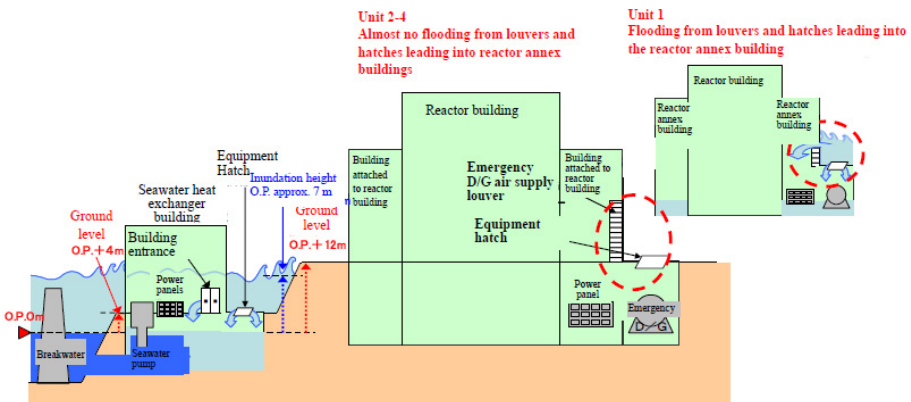 Unit 2-4
Almost no flooding from louvers and
hatches leading into reactor annex
buildings
Unit 1
Flooding from louvers and hatches leading into
the reactor annex building
Reactor building
Reactor
annex
building
Reactor
annex
building
Reactor building
Building
attached
to reactor
building
Emergency
D/G air supply
louver
Building
attached to
reactor
building
Equipment
hatch
Power
panel
Emergency
D/G
Equipment
Hatch
Inundation height
O.P. approx. 7 m
Seawater heat
exchanger
building
Ground
level
O.P.+12m
Ground
level
O.P.+4m
Building
entrance
Power
panels
O.P.0m
Breakwater
Seawater
pump